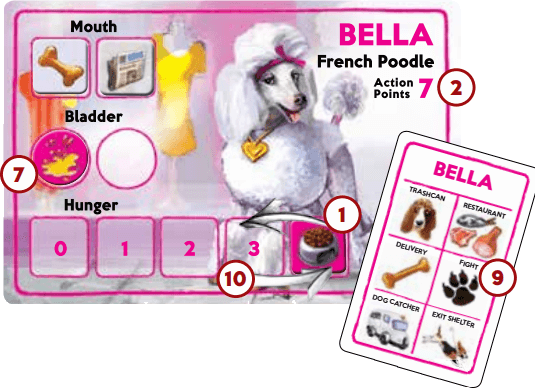 Mouth
BELLA
French Poodle
Action
Points 7
2
Bladder
7
Hunger
1
0 1 2 3
10
BELLA
TRASHCAN
RESTAURANT
DELIVERY
FIGHT
9
DOG CATCHER
EXIT SHELTER